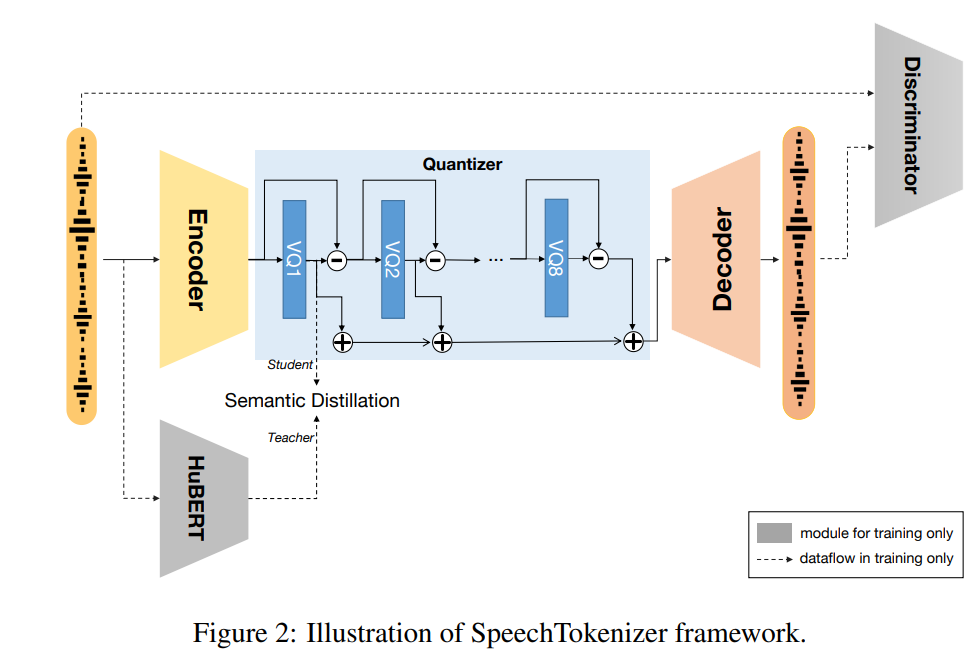 Discriminator
Quantizer
Encoder
VQ1
VQ2
...
VQ8
Decoder
Student
Semantic Distillation
Teacher
HuBERT
module for training only
dataflow in training only
Figure 2: Illustration of SpeechTokenizer framework.